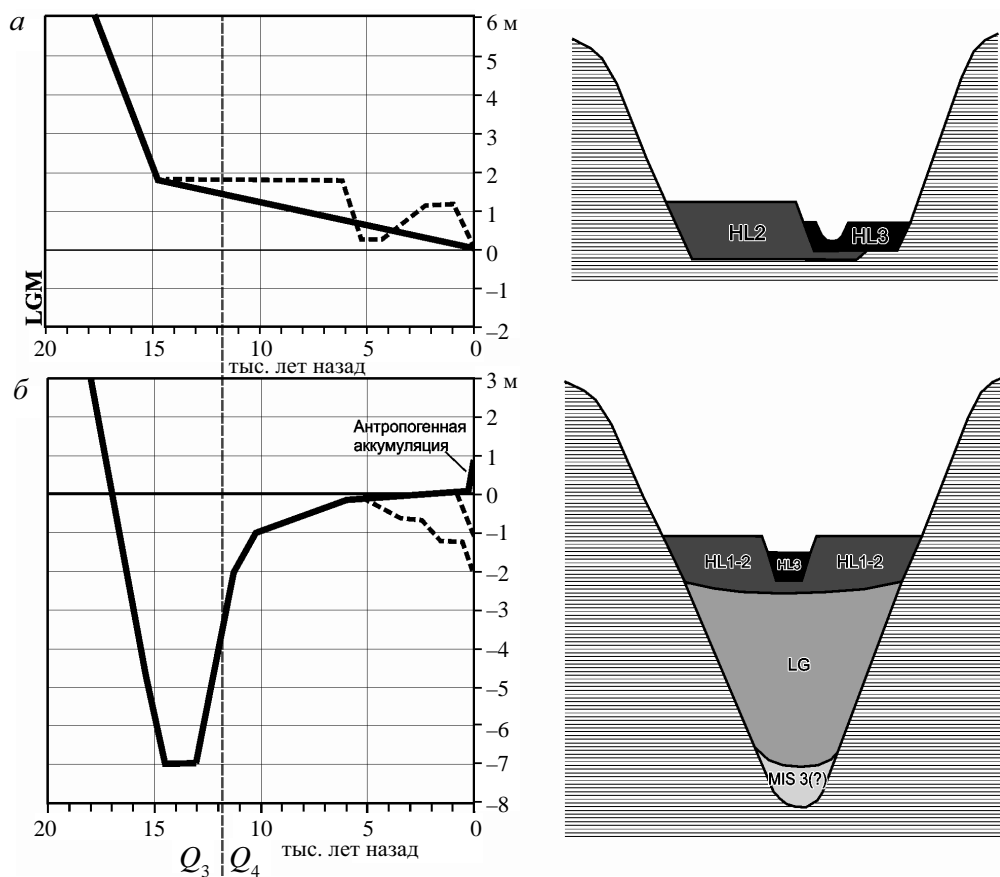 а
6 м
5
4
3
2
1
0
–1
–2
LGM
20
15
10
5
0
тыс. лет назад
HL2
HL3
б
3 м
2
1
0
–1
–2
–3
–4
–5
–6
–7
–8
Антропогенная
аккумуляция
20
15
10
5
0
тыс. лет назад
Q3
Q4
HL1-2
HL3
HL1-2
LG
MIS 3(?)